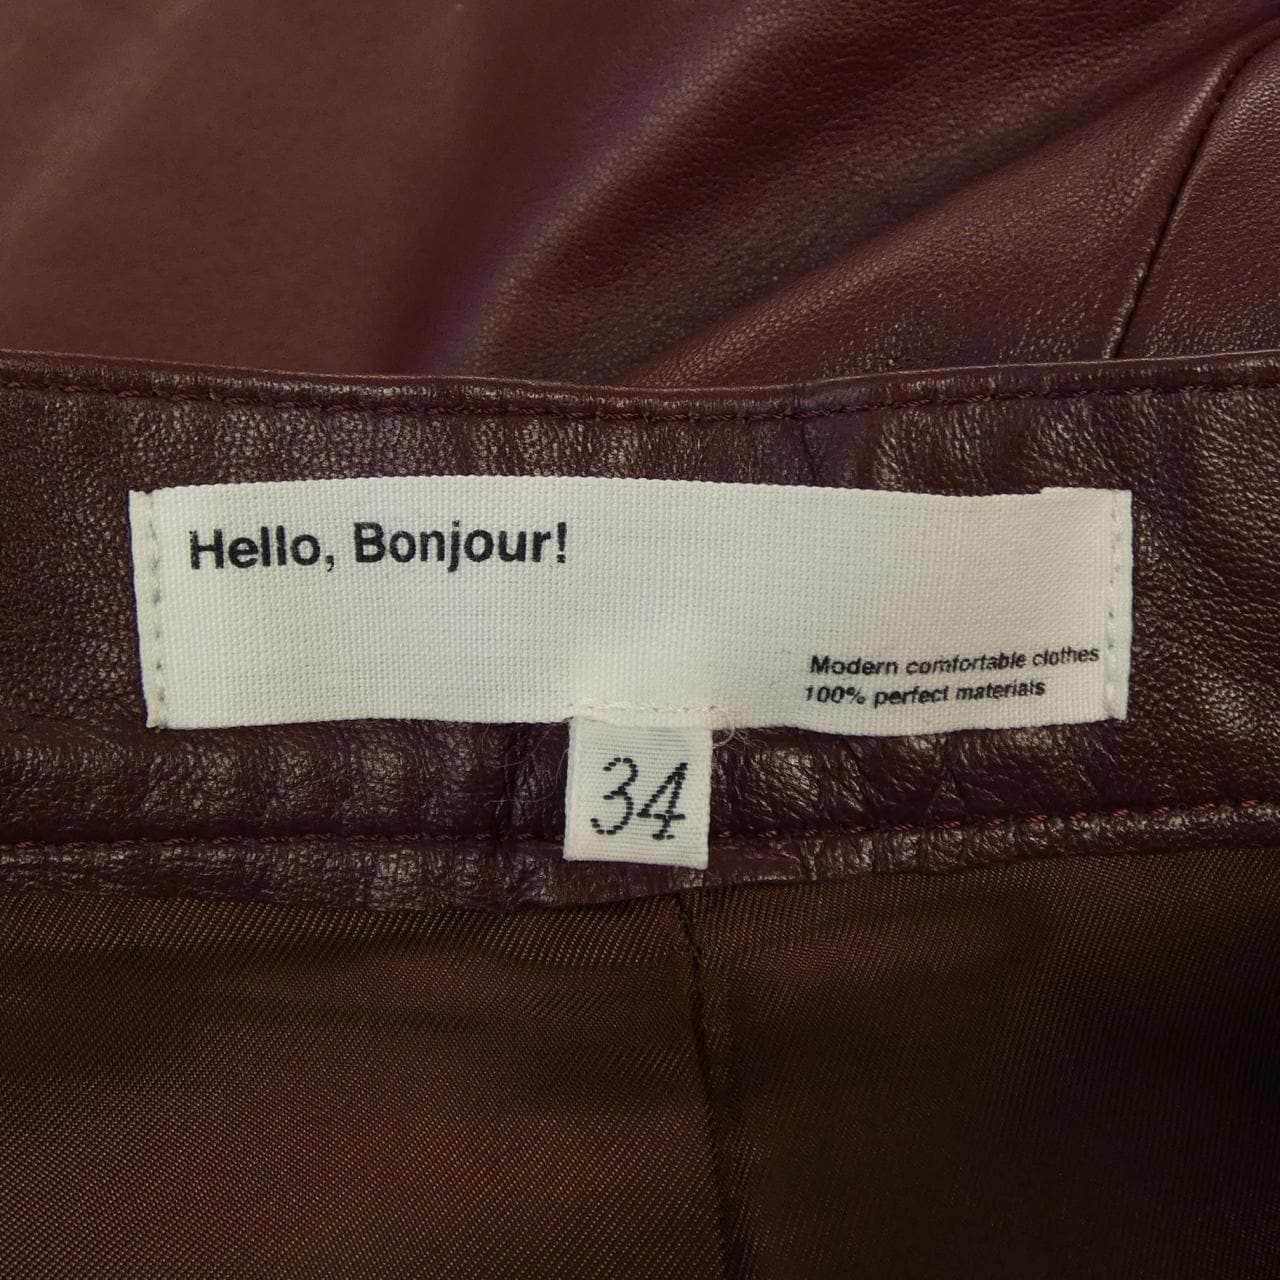 Hello, Bonjour!
Modern comfortable clothes
100% perfect materials
34